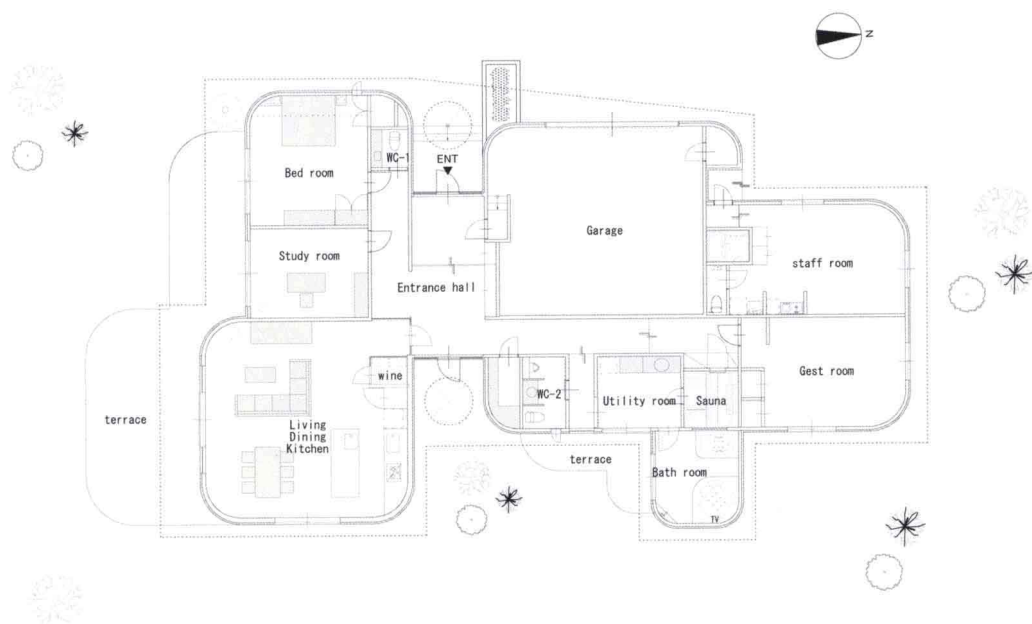 N
WC-1
ENT
Bed room
Garage
Study room
staff room
Entrance hall
wine
Gest room
WC-2
Utility room
Sauna
terrace
Living
Dining
Kitchen
terrace
Bath room
TV